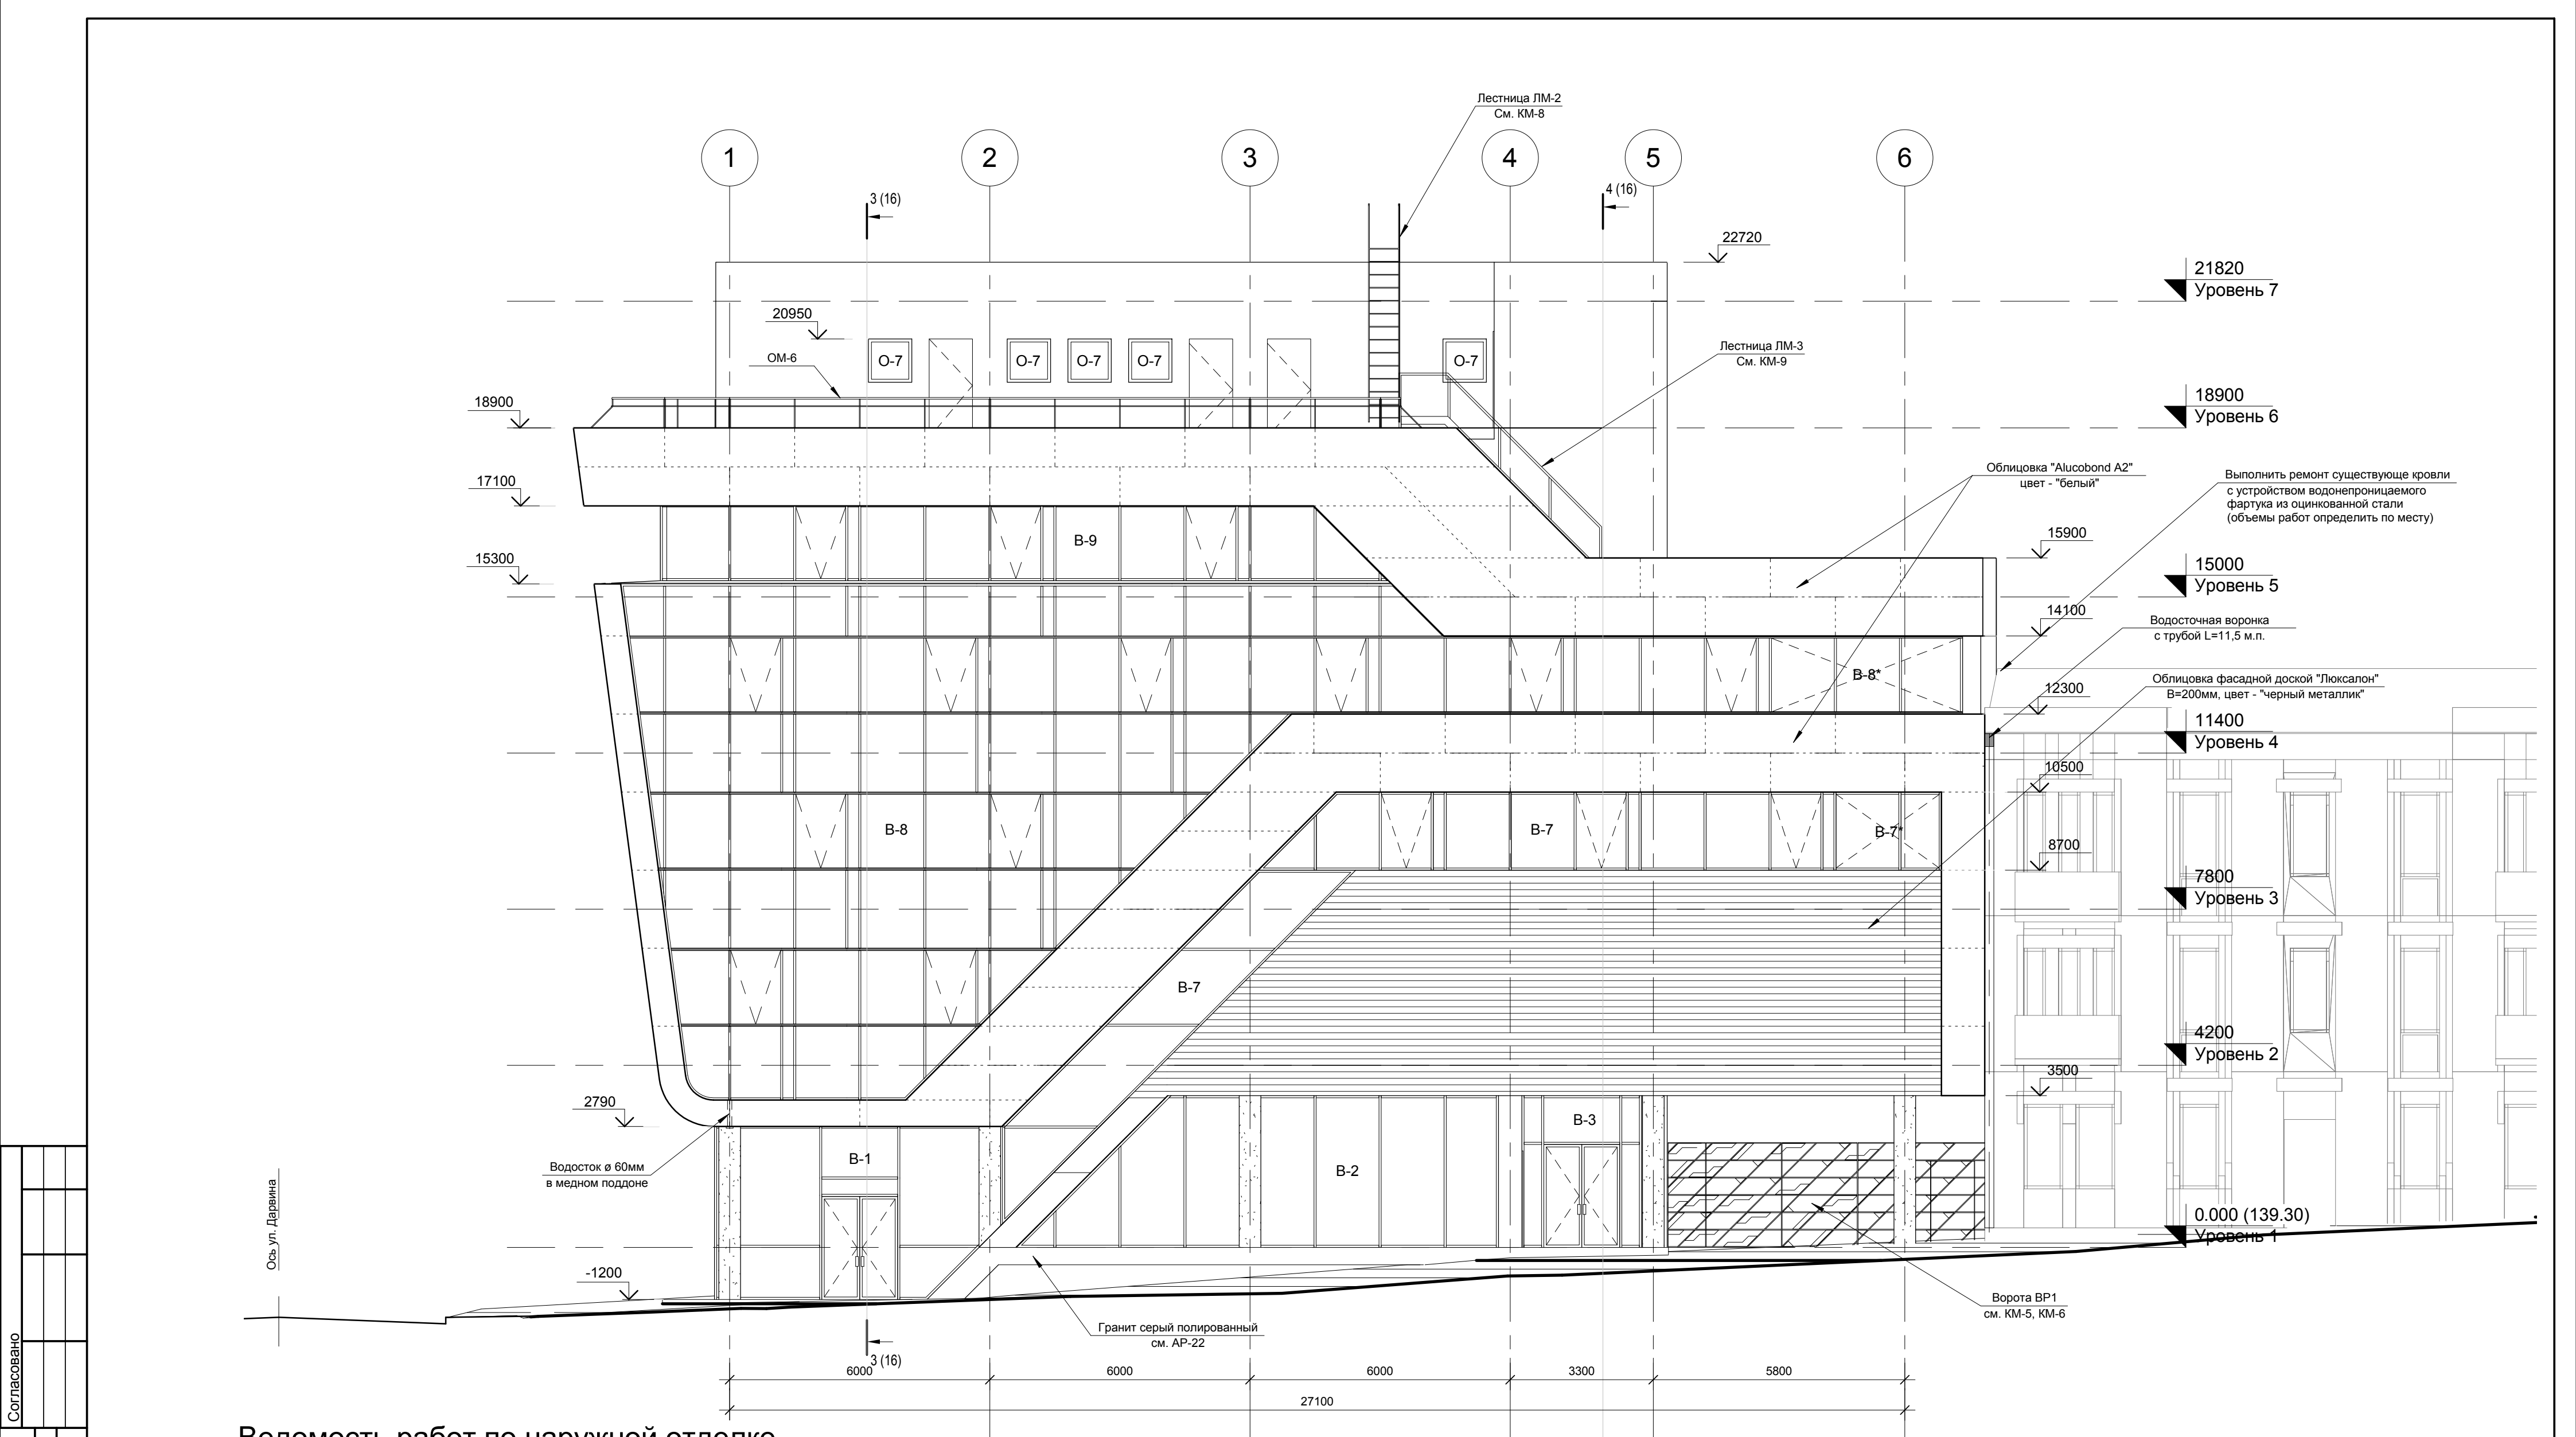 Лестница ЛМ-2
См. КМ-8
1
2
3
4
5
6
3 (16)
4 (16)
22720
21820
Уровень 7
20950
ОМ-6
О-7
О-7
О-7
О-7
О-7
Лестница ЛМ-3
См. КМ-9
18900
18900
Уровень 6
Облицовка "Alucobond A2"
цвет - "белый"
Выполнить ремонт существующе кровли
с устройством водонепроницаемого
фартука из оцинкованной стали
(объемы работ определить по месту)
17100
В-9
15900
15300
15000
Уровень 5
14100
Водосточная воронка
с трубой L=11,5 м.п.
В-8*
Облицовка фасадной доской "Люксалон"
В=200мм, цвет - "черный металлик"
12300
11400
Уровень 4
10500
В-8
В-7
В-7*
8700
7800
Уровень 3
В-7
4200
Уровень 2
3500
2790
В-1
В-2
В-3
Водосток ø 60мм
в медном поддоне
Ось ул. Дарвина
0.000 (139.30)
Уровень 1
-1200
Ворота ВР1
см. КМ-5, КМ-6
Гранит серый полированный
см. АР-22
3 (16)
6000
6000
6000
3300
5800
27100
Согласовано
Ведомость работ по наружной отделке